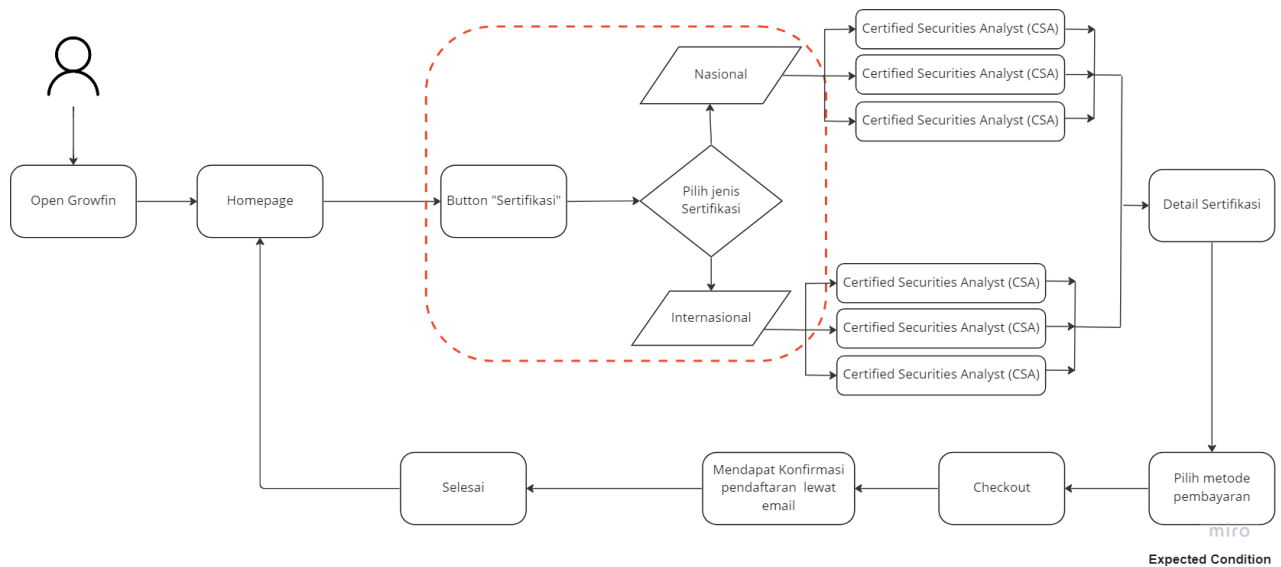 Certified Securities Analyst (CSA)
Nasional
Certified Securities Analyst (CSA)
Certified Securities Analyst (CSA)
Open Growfin
Homepage
Button "Sertifikasi"
Pilih jenis
Sertifikasi
Detail Sertifikasi
Internasional
Certified Securities Analyst (CSA)
Certified Securities Analyst (CSA)
Certified Securities Analyst (CSA)
Pilih metode
pembayaran
Checkout
Mendapat Konfirmasi
pendaftaran lewat
email
Selesai
miro
Expected Condition